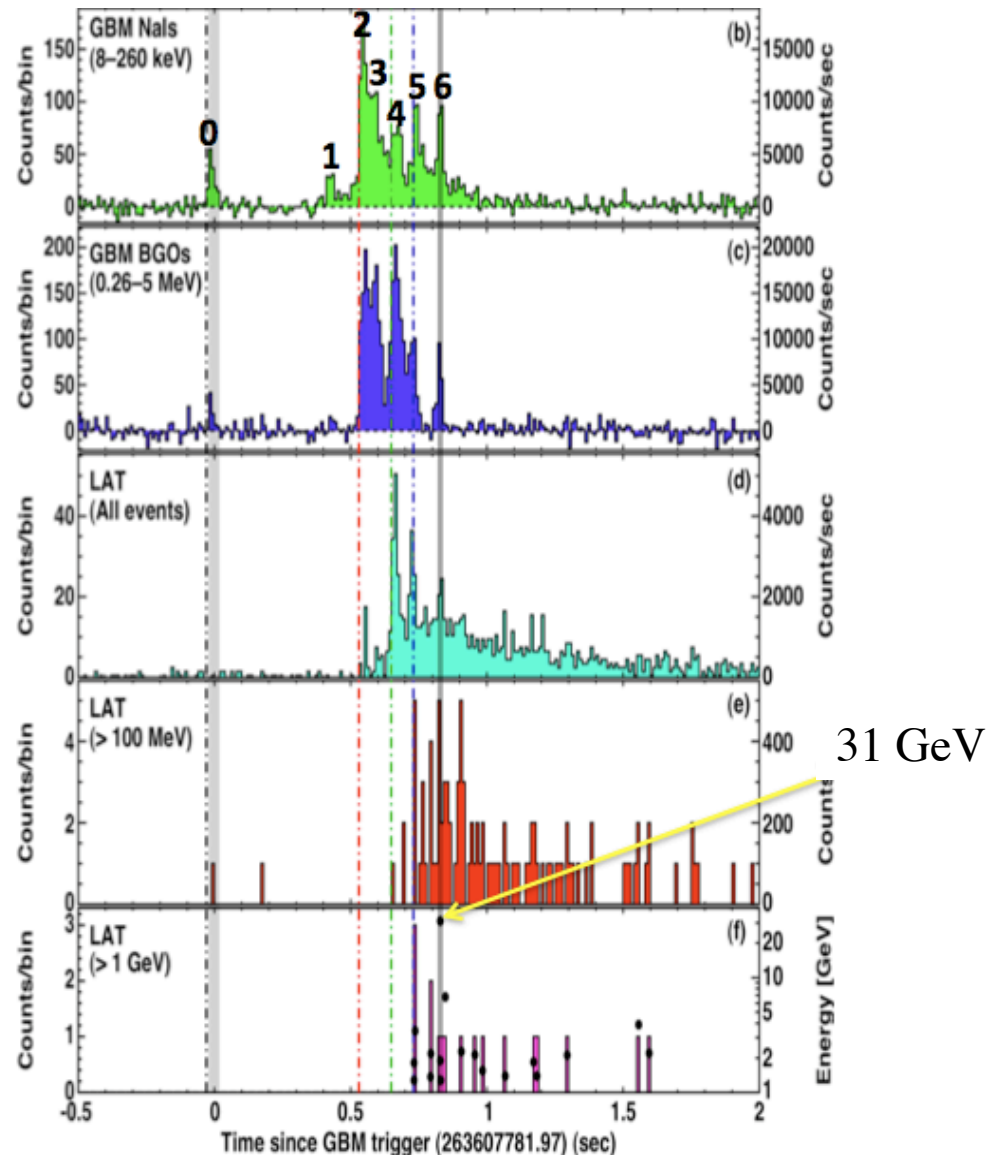 GBM NaIs
(8–260 keV)
(b)
0
1
2
3
4
5
6
Counts/bin
150
100
50
0
15000
10000
5000
0
Counts/sec
GBM BGOs
(0.26–5 MeV)
(c)
Counts/bin
200
150
100
50
0
20000
15000
10000
5000
0
Counts/sec
LAT
(All events)
(d)
Counts/bin
40
20
0
4000
2000
0
Counts/sec
LAT
(> 100 MeV)
(e)
Counts/bin
4
2
0
400
200
0
31 GeV
LAT
(> 1 GeV)
(f)
Counts/bin
3
2
1
0
20
10
5
2
1
Energy [GeV]
-0.5
0
0.5
1
1.5
2
Time since GBM trigger (263607781.97) (sec)